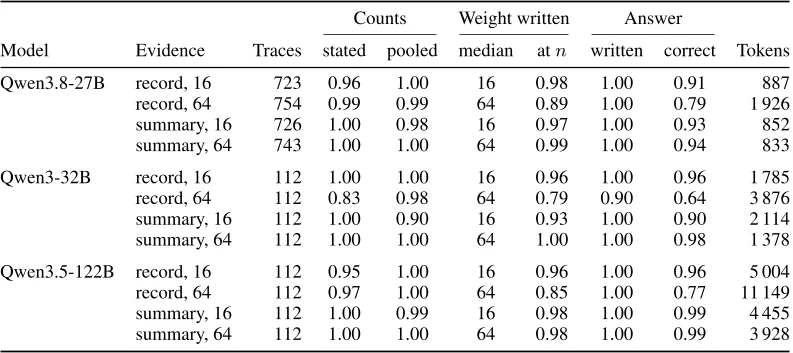 Counts Weight written Answer
Model Evidence Traces stated pooled median at n written correct Tokens
Qwen3.8-27B record, 16 723 0.96 1.00 16 0.98 1.00 0.91 887
record, 64 754 0.99 0.99 64 0.89 1.00 0.79 1 926
summary, 16 726 1.00 0.98 16 0.97 1.00 0.93 852
summary, 64 743 1.00 1.00 64 0.99 1.00 0.94 833
Qwen3-32B record, 16 112 1.00 1.00 16 0.96 1.00 0.96 1 785
record, 64 112 0.83 0.98 64 0.79 0.90 0.64 3 876
summary, 16 112 1.00 0.90 16 0.93 1.00 0.90 2 114
summary, 64 112 1.00 1.00 64 1.00 1.00 0.98 1 378
Qwen3.5-122B record, 16 112 0.95 1.00 16 0.96 1.00 0.96 5 004
record, 64 112 0.97 1.00 64 0.85 1.00 0.77 11 149
summary, 16 112 1.00 0.99 16 0.98 1.00 0.99 4 455
summary, 64 112 1.00 1.00 64 0.98 1.00 0.99 3 928